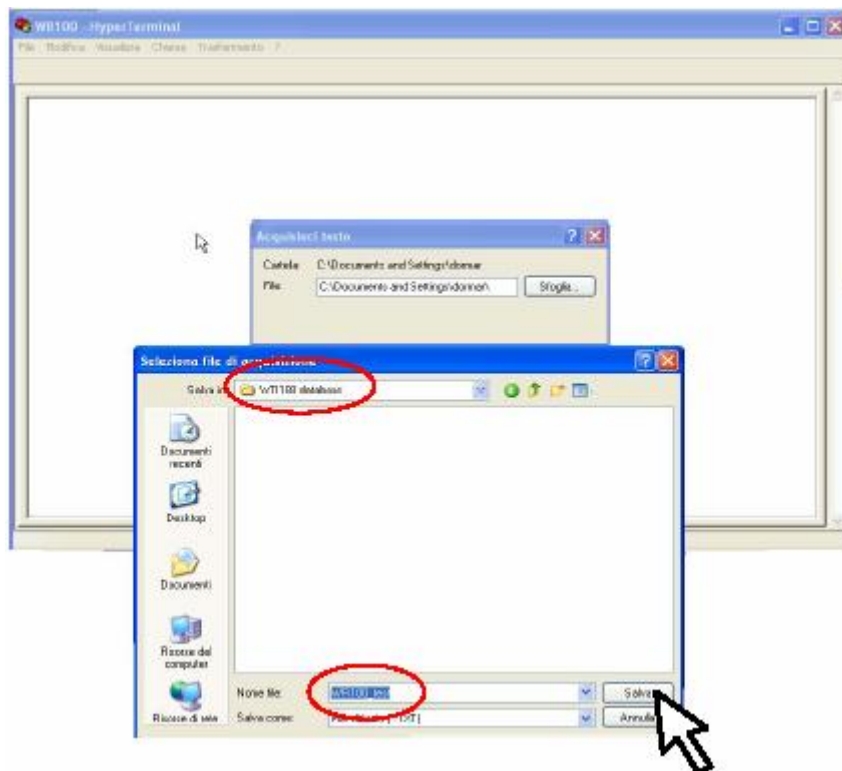 WB100 - HyperTerminal
File Modifica Visualizza Chiama Trasferimento ?
Acquisisci testo
Cartella C:\Documents and Settings\domar
File: C:\Documents and Settings\domar\ Sfoglia...
Seleziona file di acquisizione
Salva in: database
Documenti
recenti
Desktop
Documenti
Risorse del
computer
Risorse di rete
Nome file: Salva
Salva come: Annulla